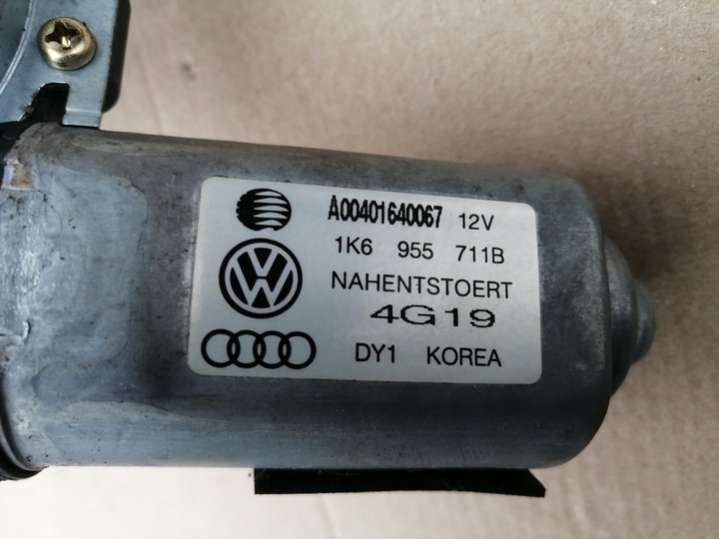 A00401640067 12V
1K6 955 711B
NAHENTSTOERT
4G19
DY1 KOREA